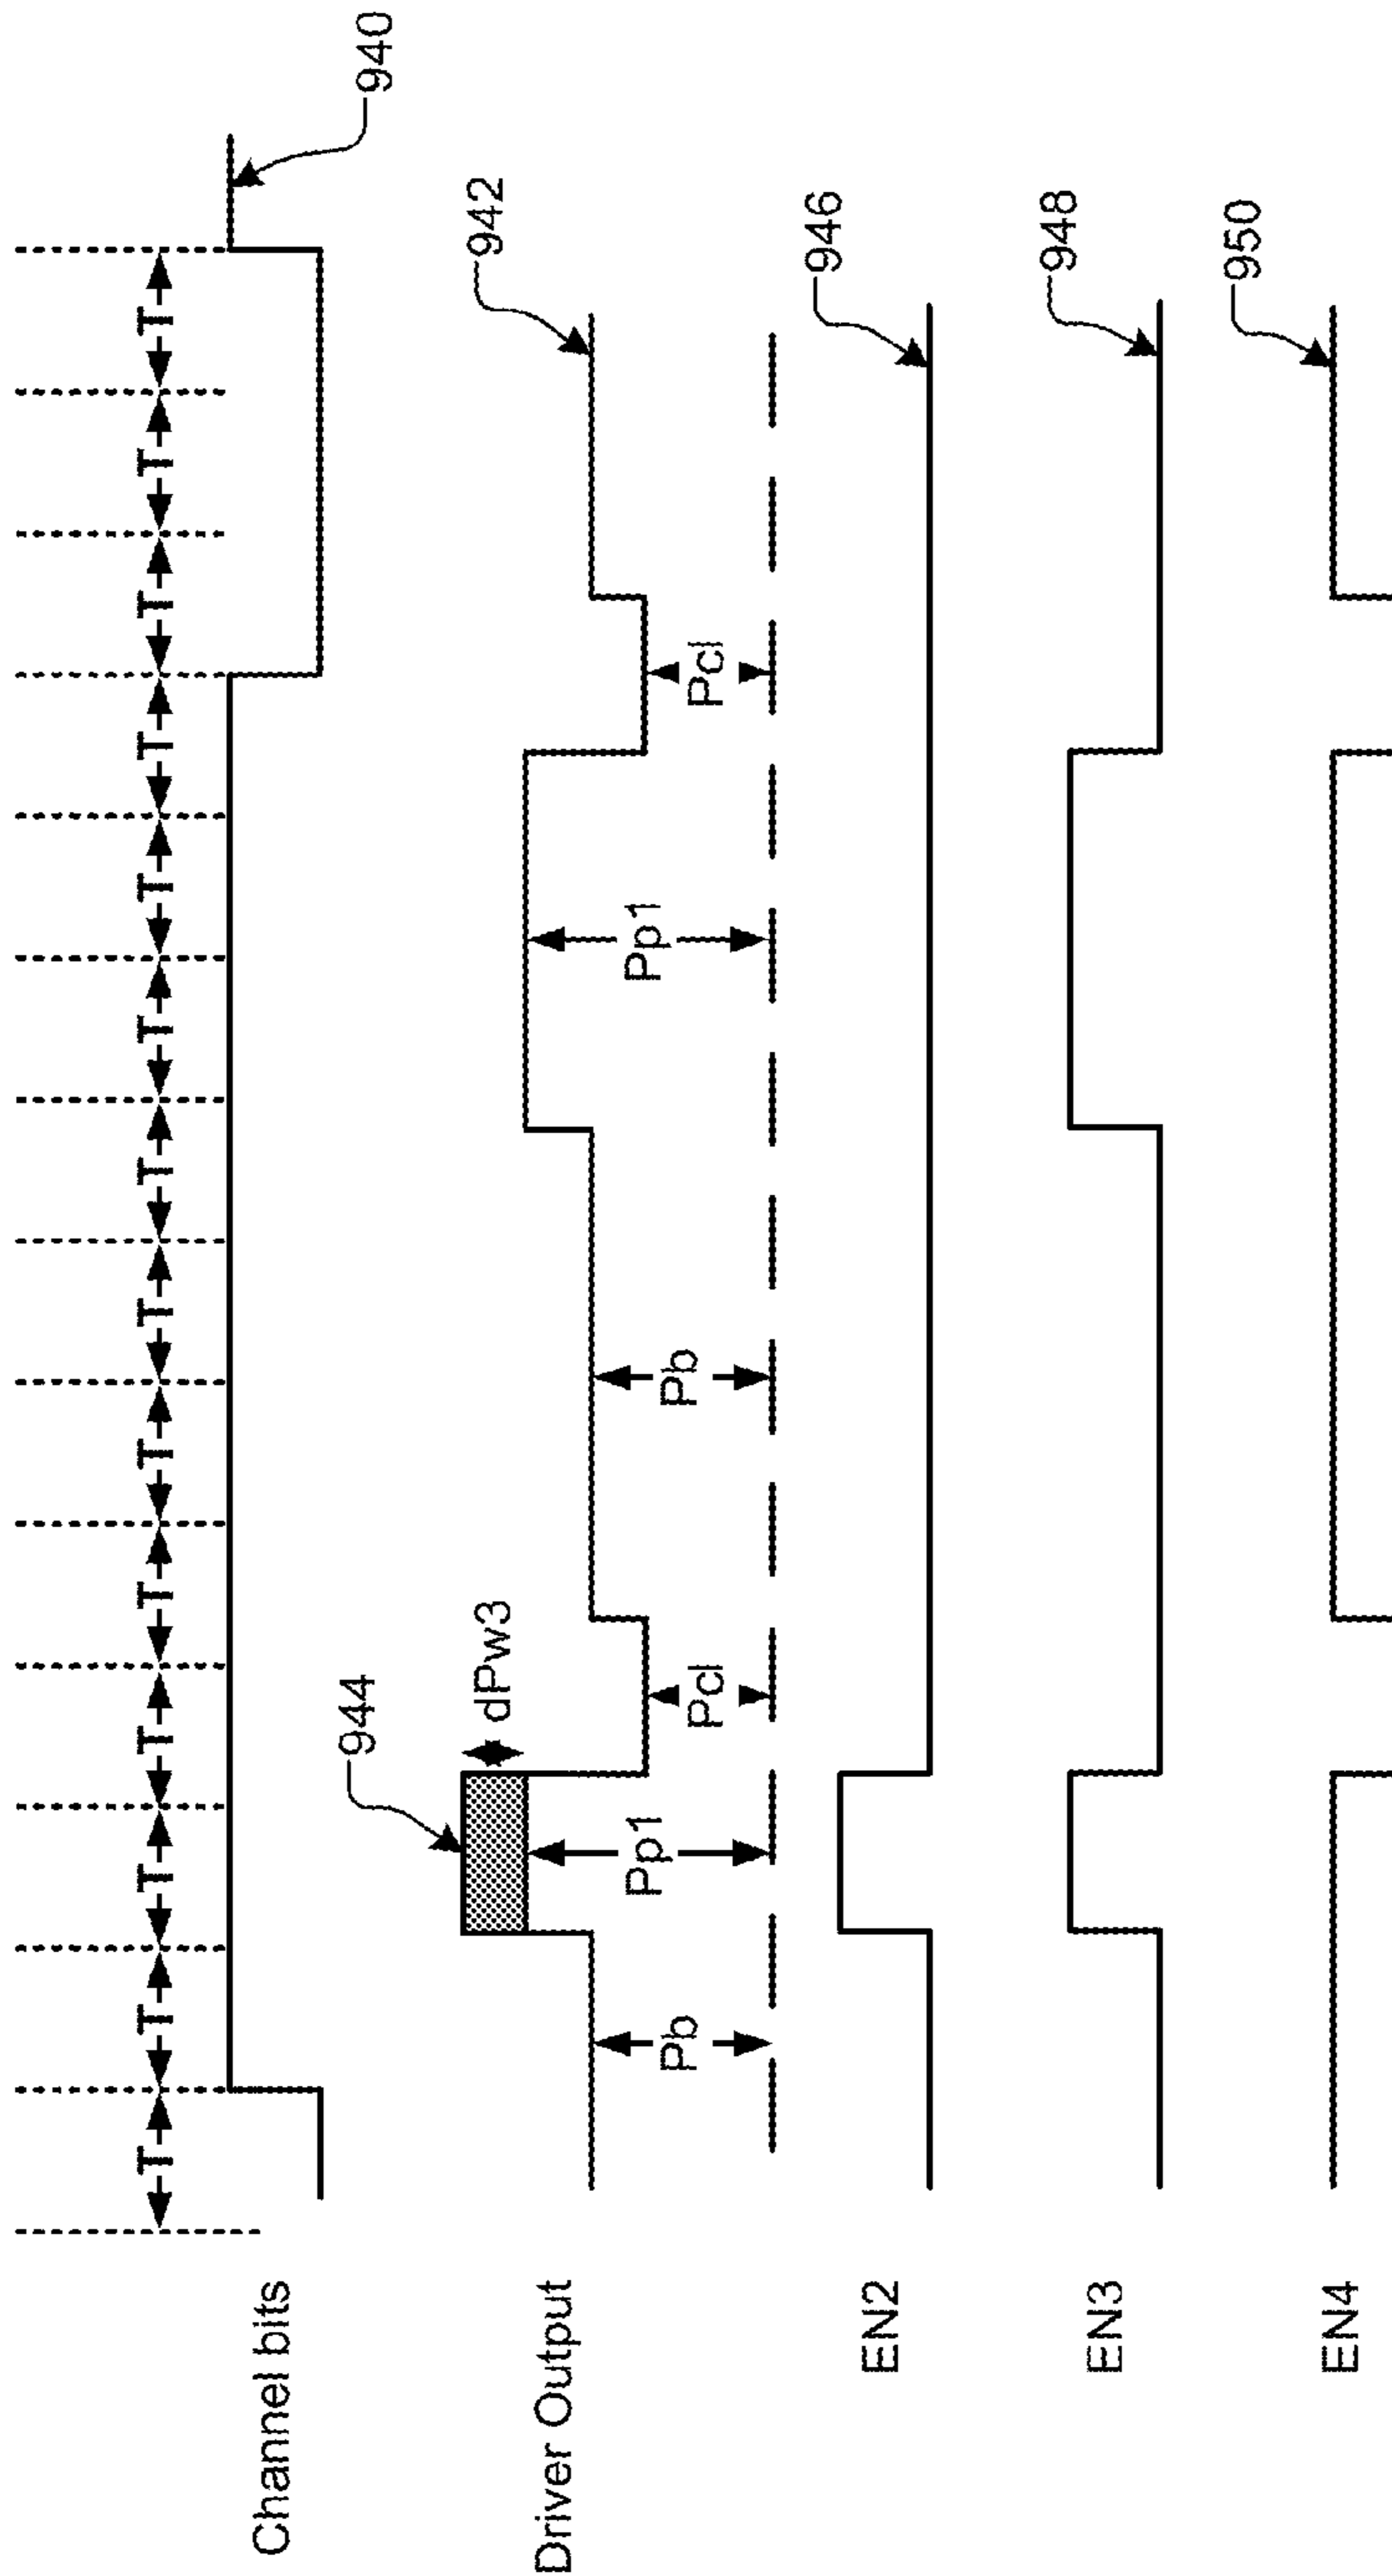 T T T T T T T T T T T T T T
Channel bits
940
944
dPw3
942
Driver Output
Pb Pp1 Pcl Pb Pp1 Pcl
EN2
946
EN3
948
EN4
950